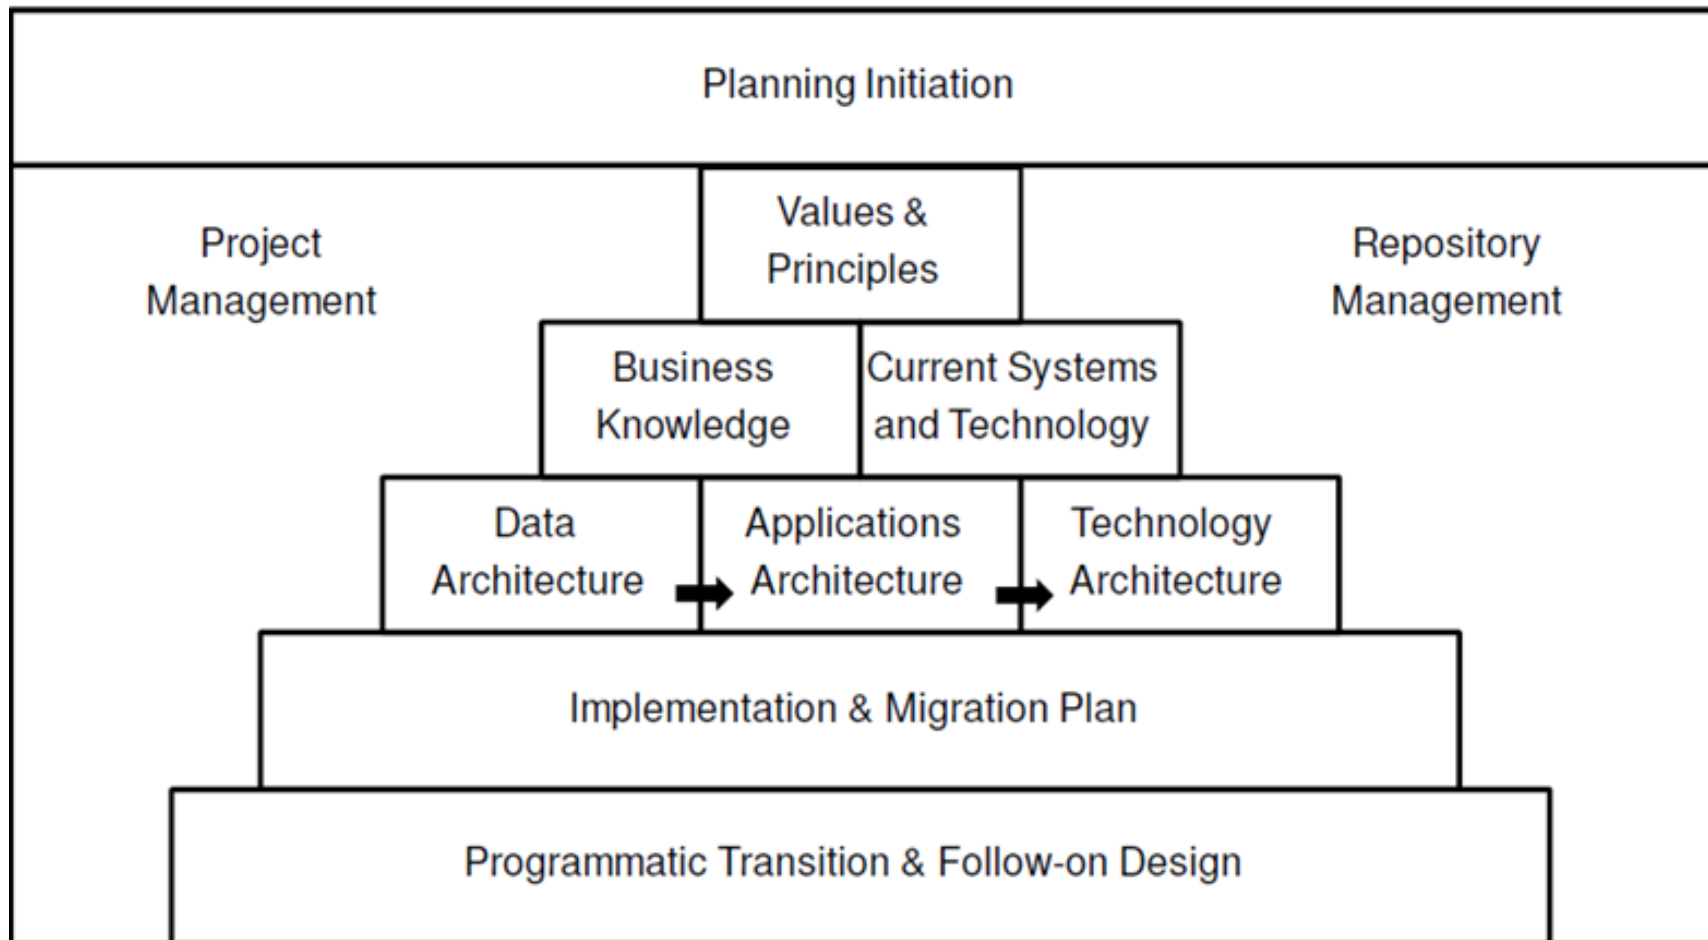 Planning Initiation
Project
Management
Values &
Principles
Repository
Management
Business
Knowledge
Current Systems
and Technology
Data
Architecture
Applications
Architecture
Technology
Architecture
Implementation & Migration Plan
Programmatic Transition & Follow-on Design